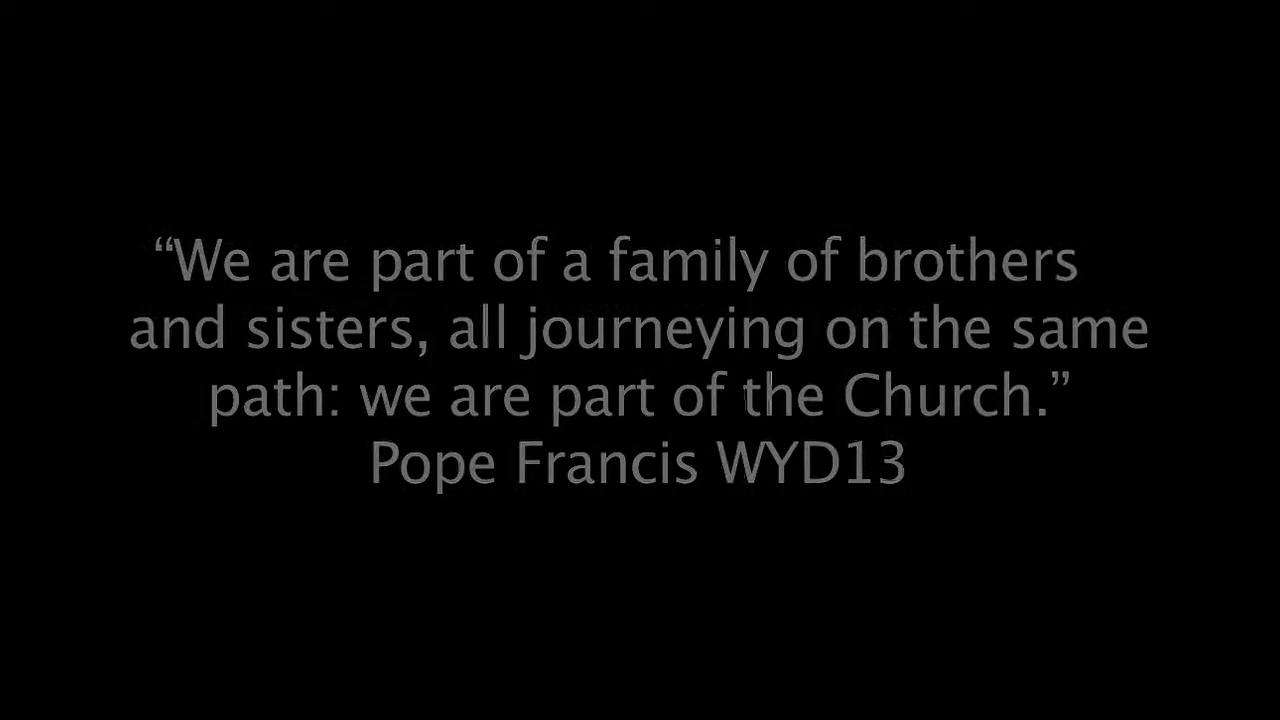 “We are part of a family of brothers
and sisters, all journeying on the same
path: we are part of the Church.”
Pope Francis WYD13